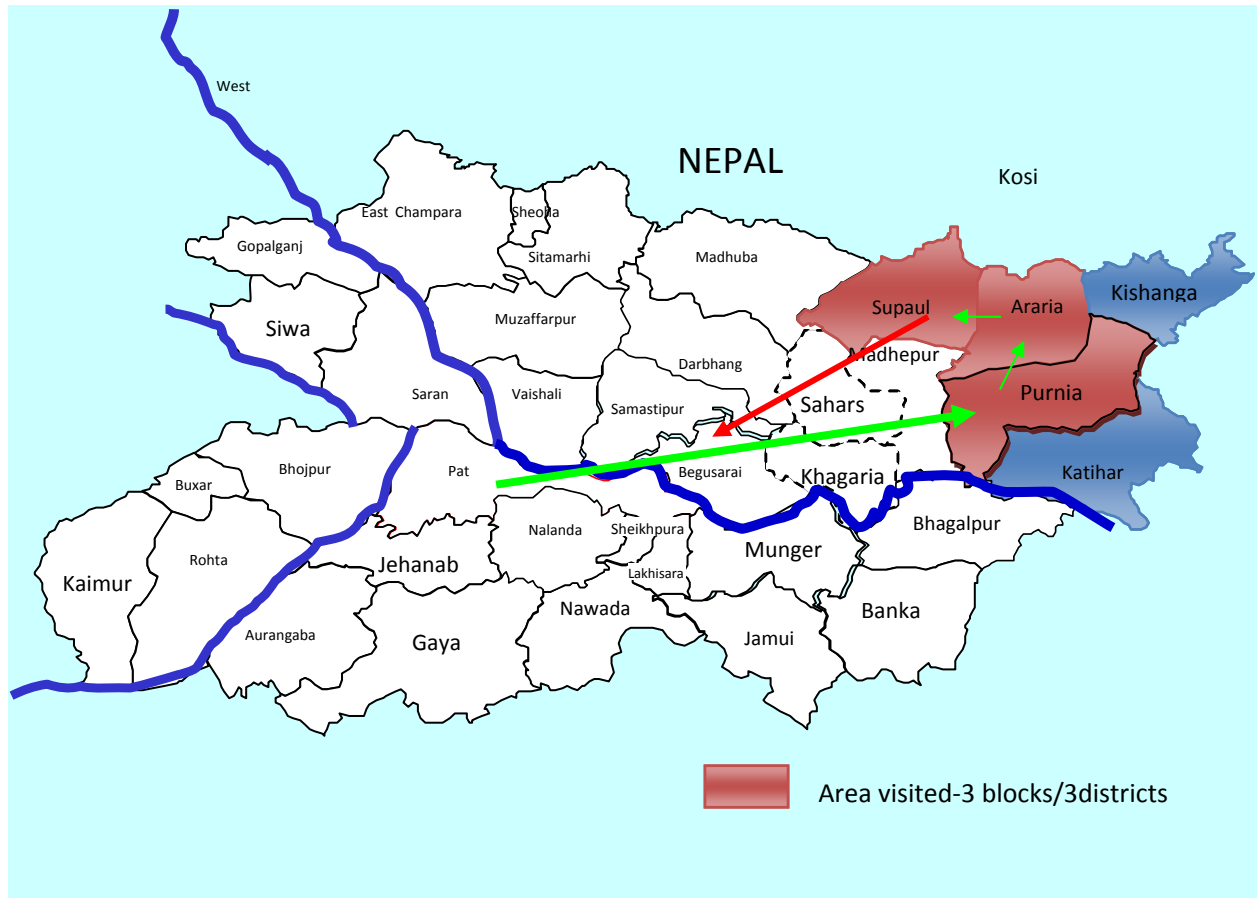 West
NEPAL
Kosi
East Champara
Sheoha
Gopalganj
Sitamarhi
Madhuba
Kishanga
Supaul
Araria
Siwa
Muzaffarpur
Madhepur
Darbhang
Purnia
Saran
Vaishali
Samastipur
Sahars
Bhojpur
Pat
Begusarai
Khagaria
Katihar
Buxar
Bhagalpur
Nalanda
Sheikhpura
Munger
Rohta
Jehanab
Lakhisara
Kaimur
Nawada
Banka
Aurangaba
Gaya
Jamui
Area visited-3 blocks/3districts